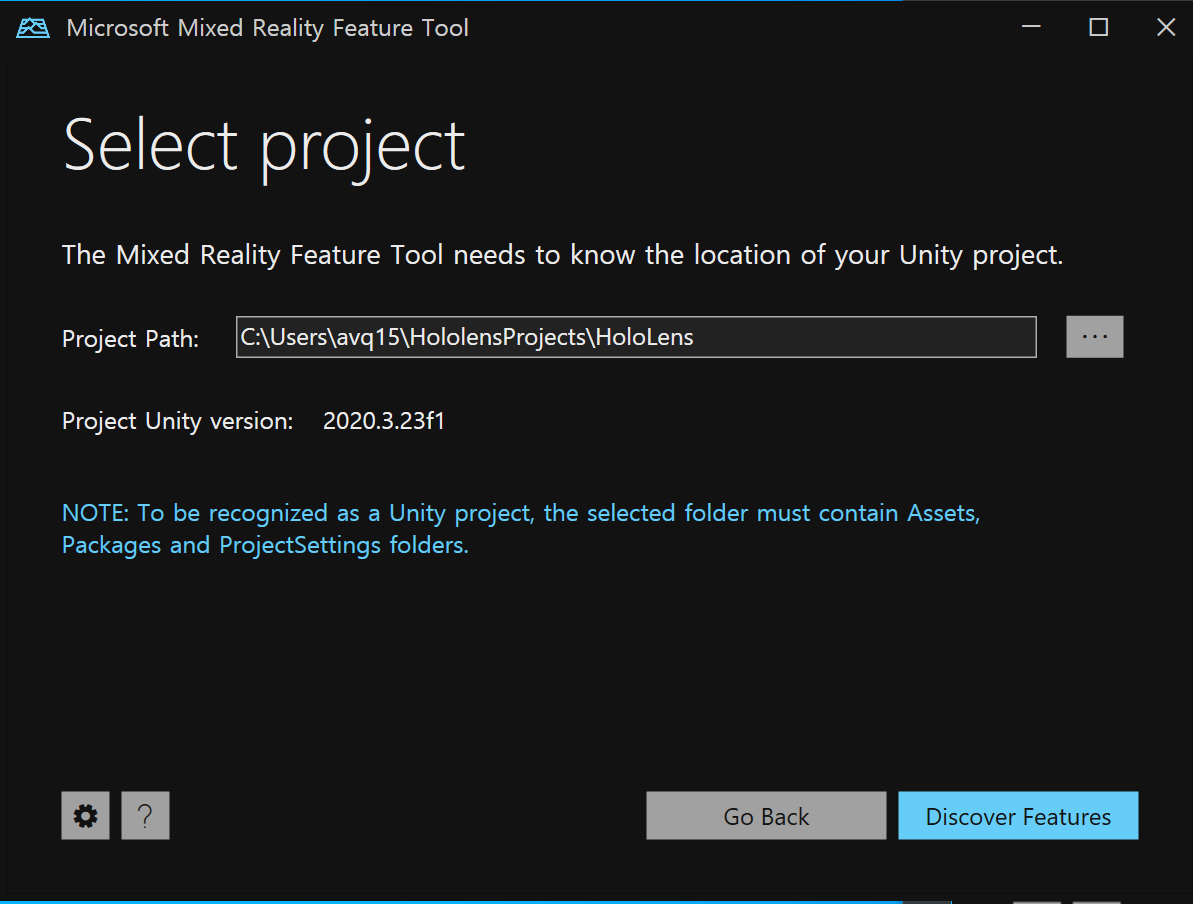 Microsoft Mixed Reality Feature Tool
Select project
The Mixed Reality Feature Tool needs to know the location of your Unity project.
Project Path: C:\Users\avq15\HololensProjects\HoloLens ...
Project Unity version: 2020.3.23f1
NOTE: To be recognized as a Unity project, the selected folder must contain Assets,
Packages and ProjectSettings folders.
? Go Back Discover Features